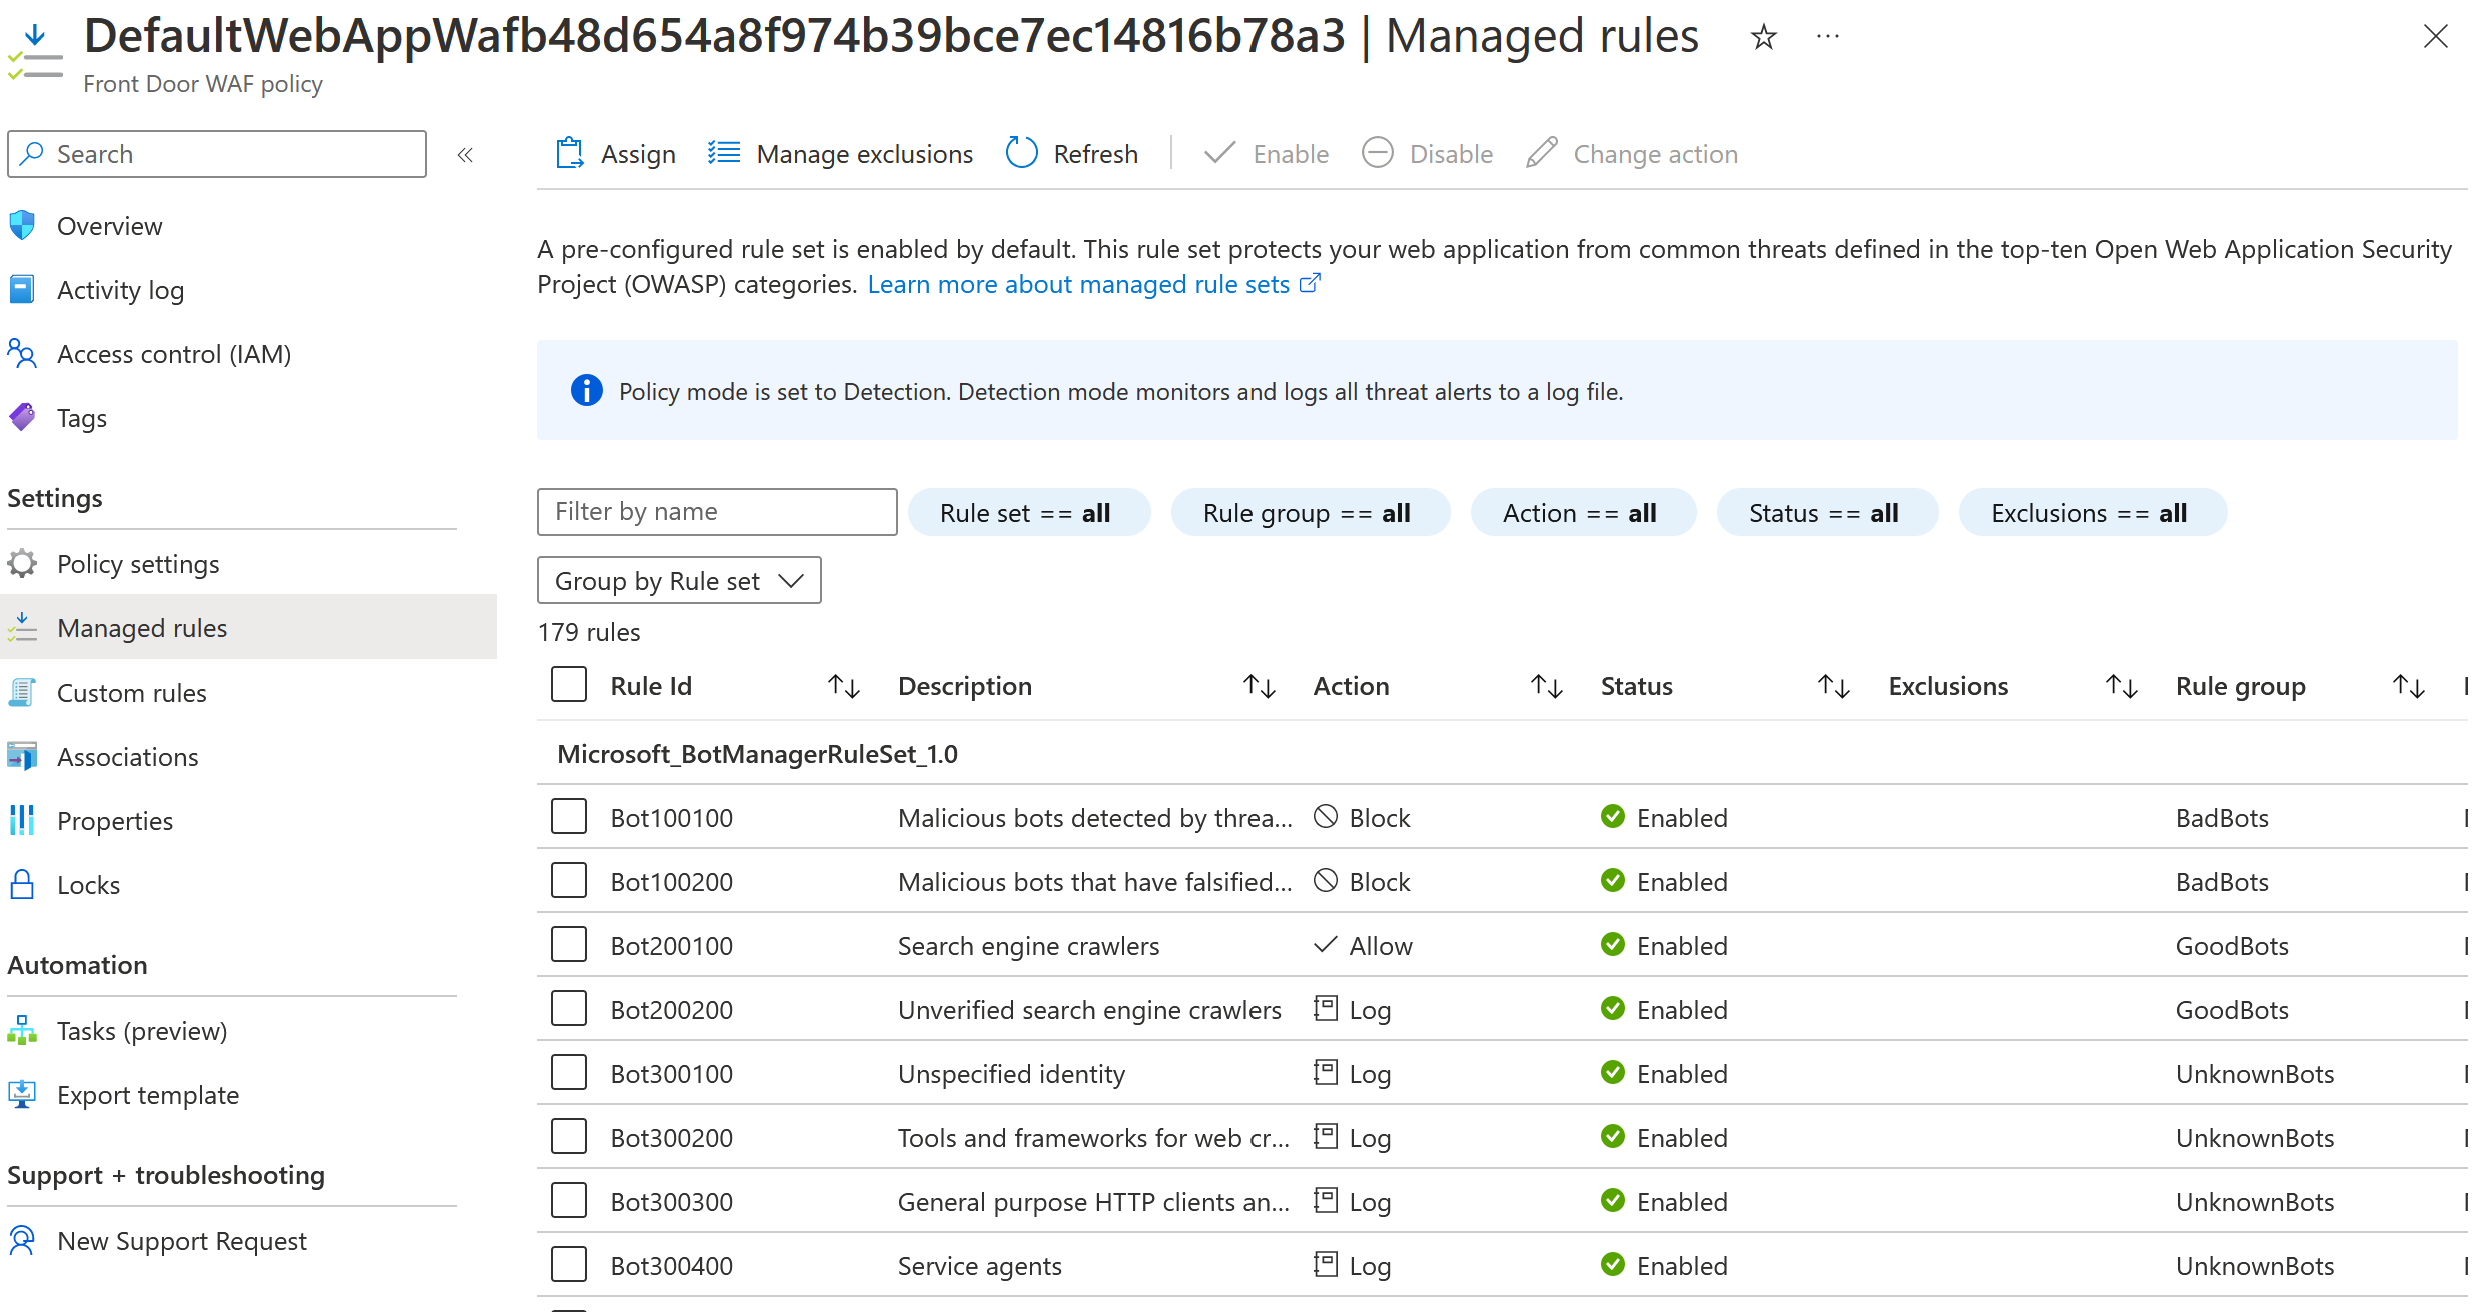 DefaultWebAppWafb48d654a8f974b39bce7ec14816b78a3 | Managed rules
Front Door WAF policy
Search
Assign
Manage exclusions
Refresh
Enable
Disable
Change action
Overview
Activity log
Access control (IAM)
Tags
Settings
Policy settings
Managed rules
Custom rules
Associations
Properties
Locks
Automation
Tasks (preview)
Export template
Support + troubleshooting
New Support Request
A pre-configured rule set is enabled by default. This rule set protects your web application from common threats defined in the top-ten Open Web Application Security
Project (OWASP) categories. Learn more about managed rule sets
Policy mode is set to Detection. Detection mode monitors and logs all threat alerts to a log file.
Filter by name
Rule set == all
Rule group == all
Action == all
Status == all
Exclusions == all
Group by Rule set
179 rules
Rule Id Description Action Status Exclusions Rule group
Microsoft_BotManagerRuleSet_1.0
Bot100100 Malicious bots detected by threa... Block Enabled BadBots
Bot100200 Malicious bots that have falsified... Block Enabled BadBots
Bot200100 Search engine crawlers Allow Enabled GoodBots
Bot200200 Unverified search engine crawlers Log Enabled GoodBots
Bot300100 Unspecified identity Log Enabled UnknownBots
Bot300200 Tools and frameworks for web cr... Log Enabled UnknownBots
Bot300300 General purpose HTTP clients an... Log Enabled UnknownBots
Bot300400 Service agents Log Enabled UnknownBots